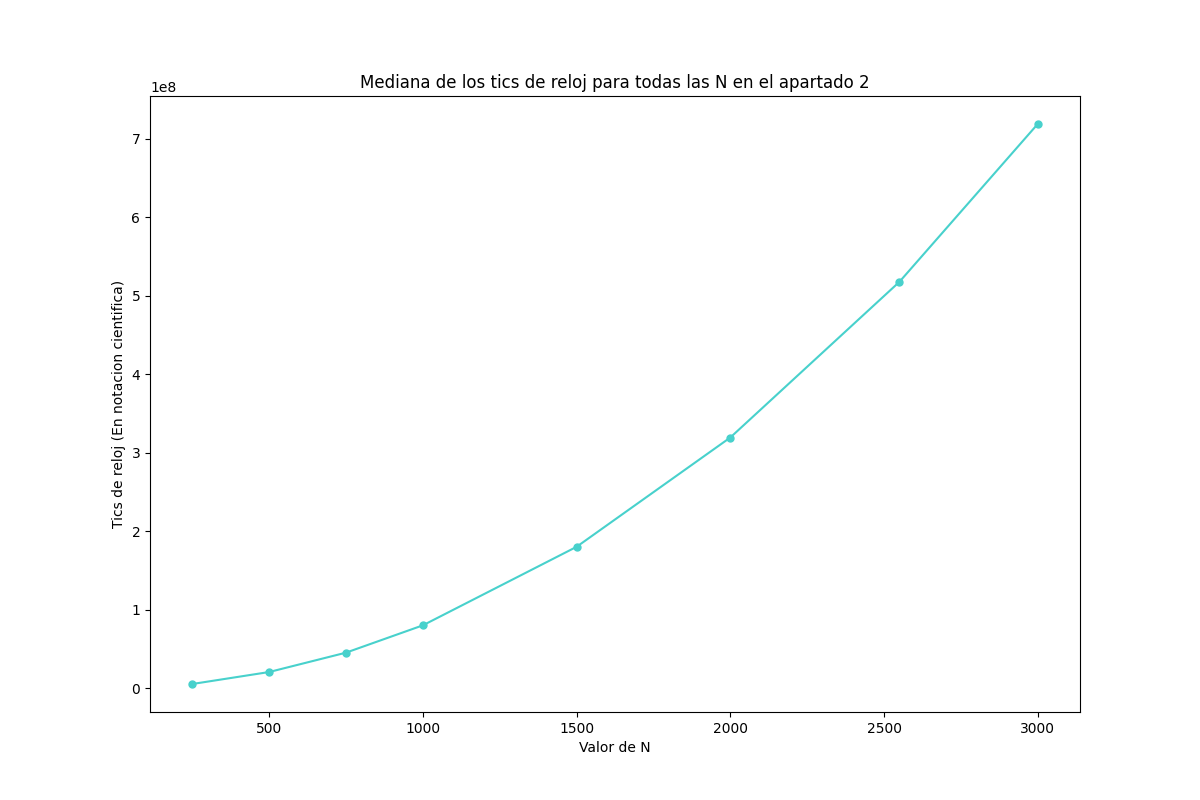 Mediana de los tics de reloj para todas las N en el apartado 2
1e8
7
6
5
4
3
2
1
0
Tics de reloj (En notacion cientifica)
500 1000 1500 2000 2500 3000
Valor de N